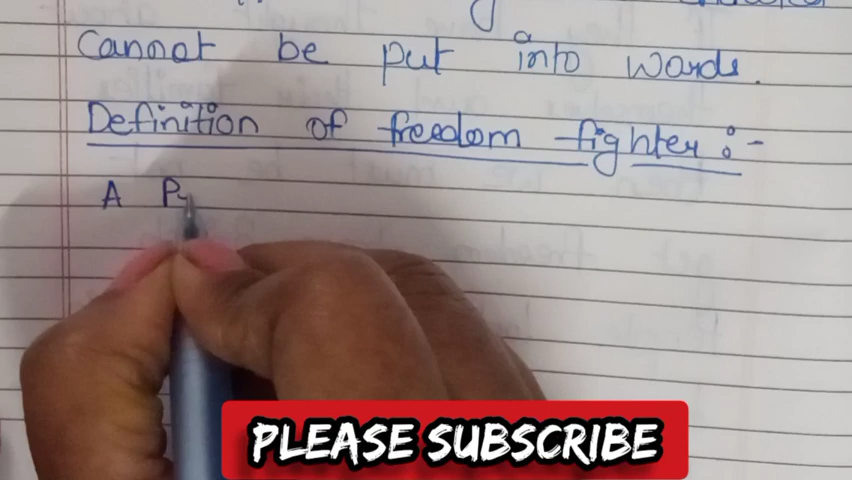 Cannot be put into words.
Definition of freedom fighter :-
A
PLEASE SUBSCRIBE